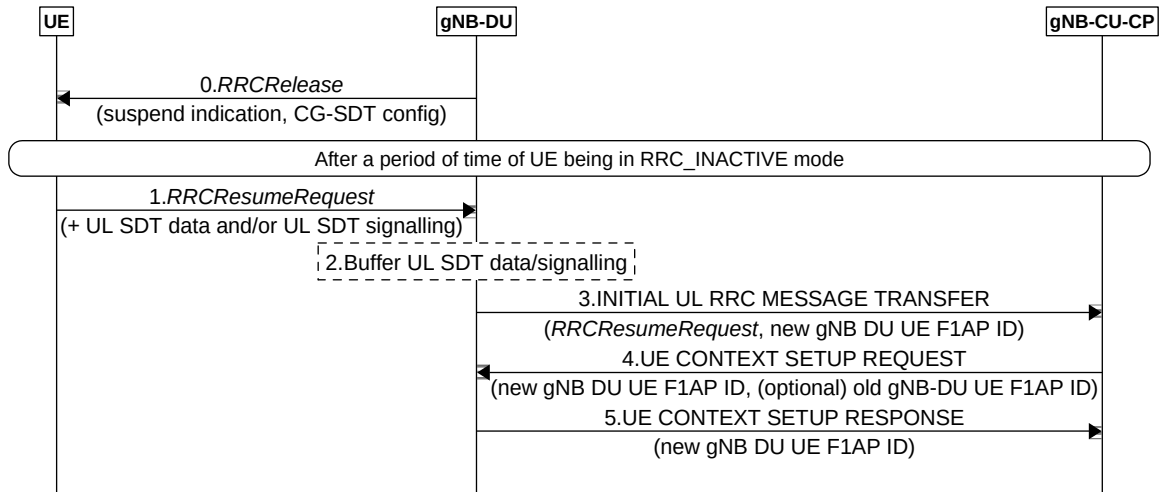 UE
gNB-DU
gNB-CU-CP
0.RRCRelease
(suspend indication, CG-SDT config)
After a period of time of UE being in RRC_INACTIVE mode
1.RRCResumeRequest
(+ UL SDT data and/or UL SDT signalling)
2.Buffer UL SDT data/signalling
3.INITIAL UL RRC MESSAGE TRANSFER
(RRCResumeRequest, new gNB DU UE F1AP ID)
4.UE CONTEXT SETUP REQUEST
(new gNB DU UE F1AP ID, (optional) old gNB-DU UE F1AP ID)
5.UE CONTEXT SETUP RESPONSE
(new gNB DU UE F1AP ID)